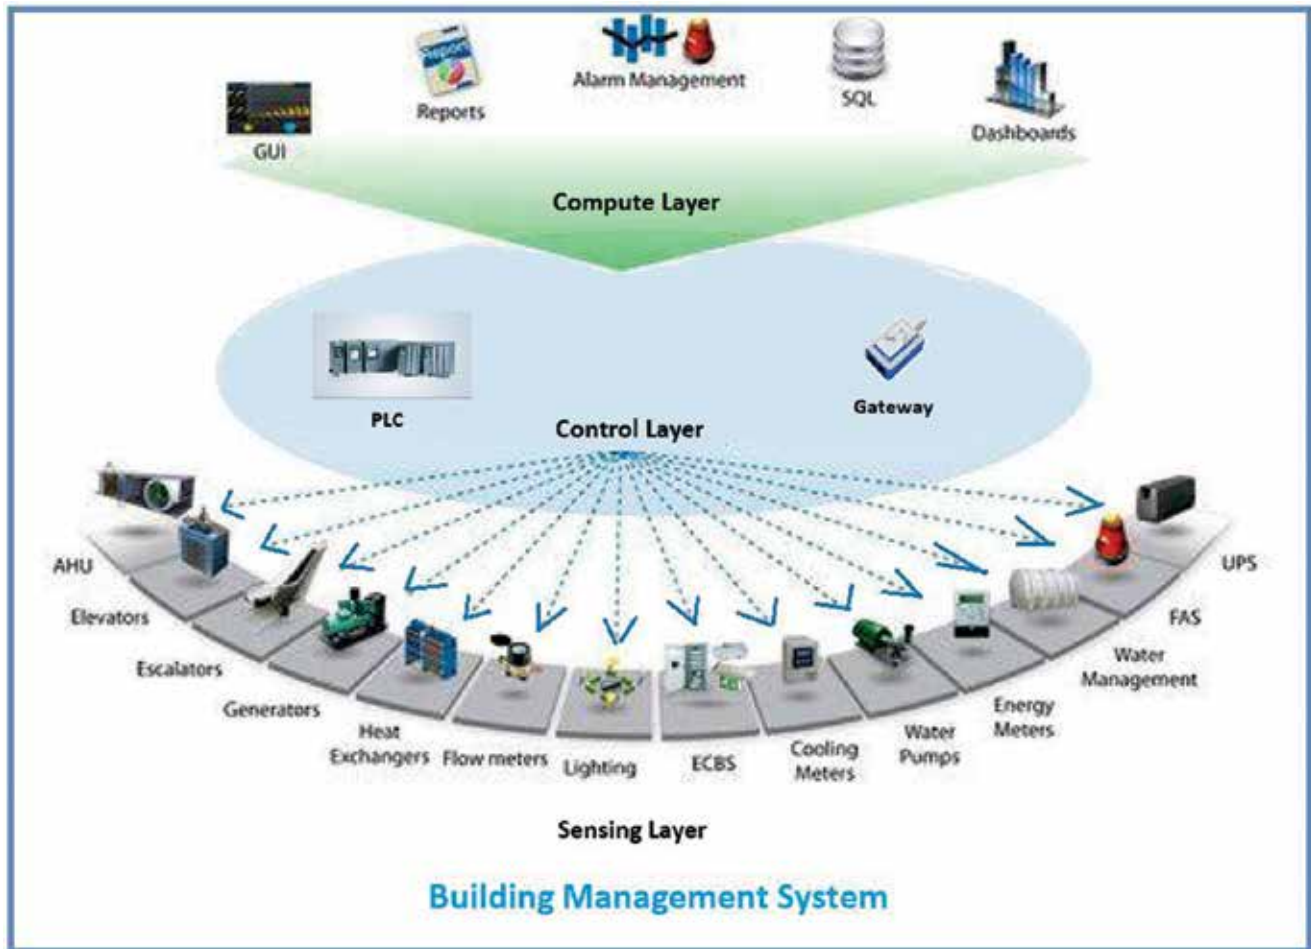 Report
Reports
Alarm Management
SQL
GUI
Dashboards
Compute Layer
PLC
Gateway
Control Layer
AHU
Elevators
Escalators
Generators
Heat
Exchangers
Flow meters
Lighting
ECBS
Cooling
Meters
Water
Pumps
Energy
Meters
Water
Management
FAS
UPS
Sensing Layer
Building Management System